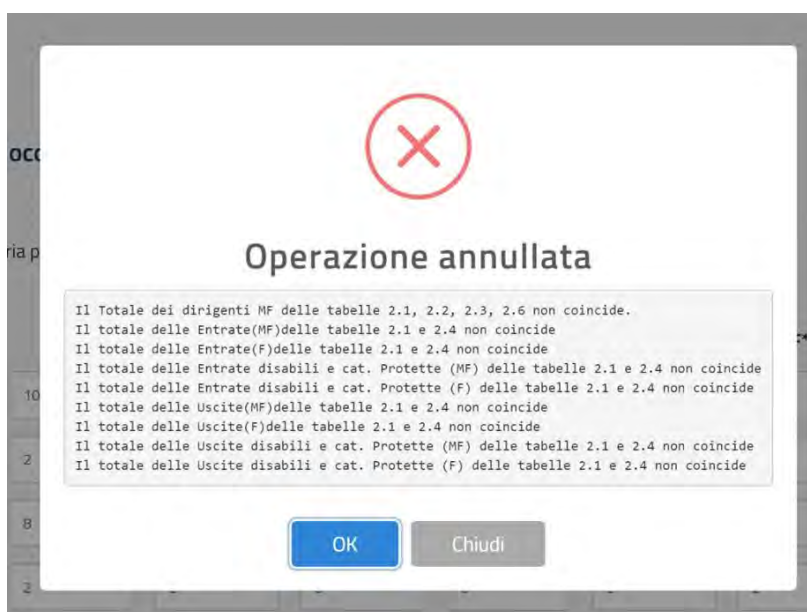 occ
ria p
10
2
8
2
Operazione annullata
Il Totale dei dirigenti MF delle tabelle 2.1, 2.2, 2.3, 2.6 non coincide.
Il totale delle Entrate(MF)delle tabelle 2.1 e 2.4 non coincide
Il totale delle Entrate(F)delle tabelle 2.1 e 2.4 non coincide
Il totale delle Entrate disabili e cat. Protette (MF) delle tabelle 2.1 e 2.4 non coincide
Il totale delle Entrate disabili e cat. Protette (F) delle tabelle 2.1 e 2.4 non coincide
Il totale delle Uscite(MF)delle tabelle 2.1 e 2.4 non coincide
Il totale delle Uscite(F)delle tabelle 2.1 e 2.4 non coincide
Il totale delle Uscite disabili e cat. Protette (MF) delle tabelle 2.1 e 2.4 non coincide
Il totale delle Uscite disabili e cat. Protette (F) delle tabelle 2.1 e 2.4 non coincide
OK
Chiudi